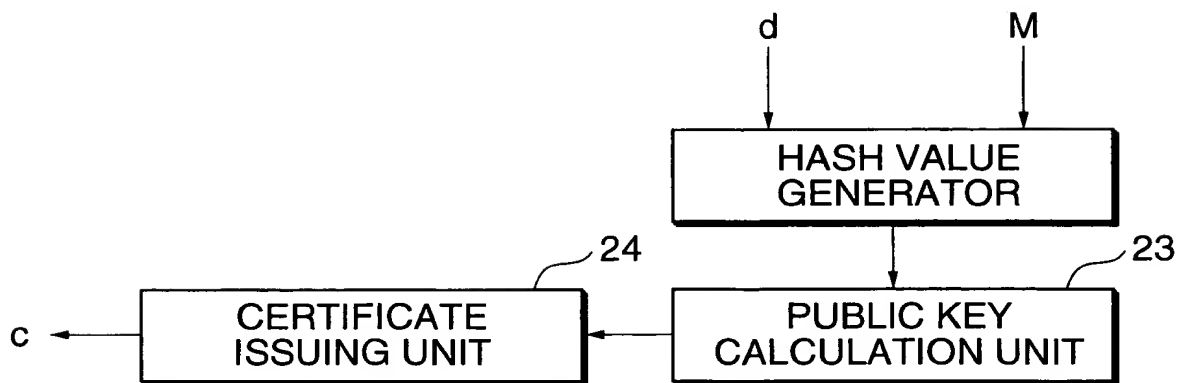 d
M
HASH VALUE
GENERATOR
24
23
c
CERTIFICATE
ISSUING UNIT
PUBLIC KEY
CALCULATION UNIT